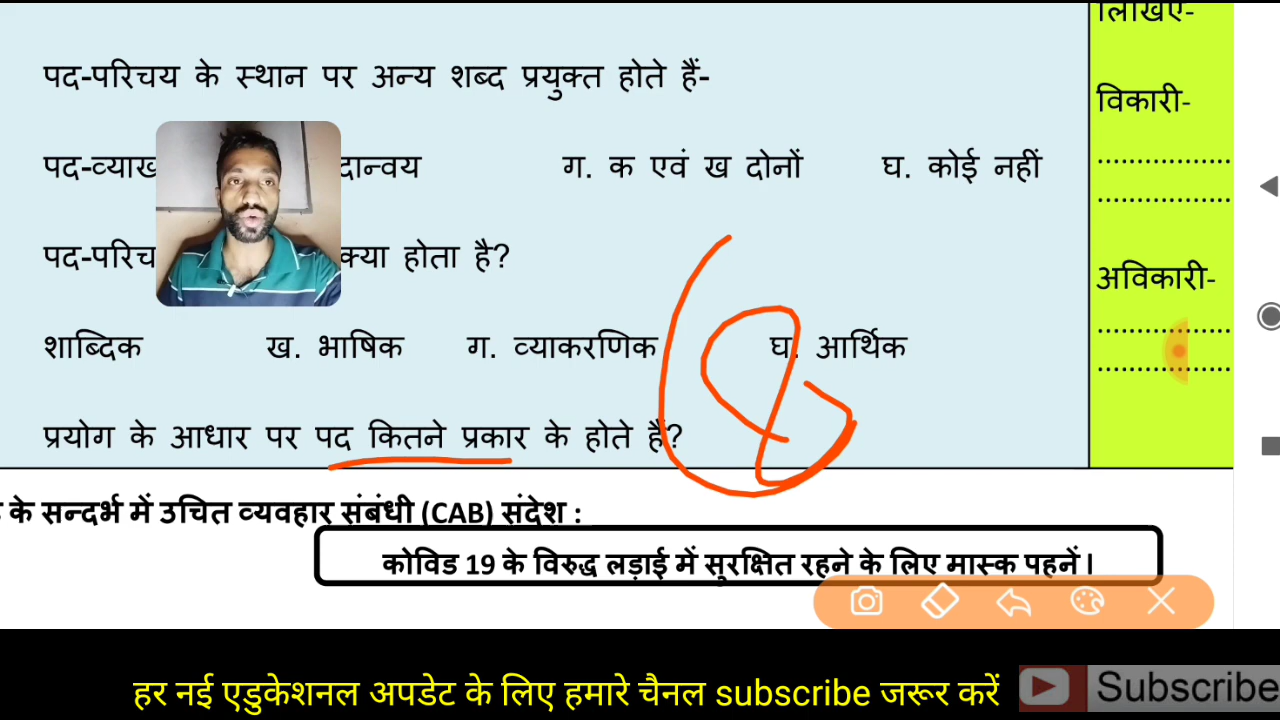 लिखिए-
पद-परिचय के स्थान पर अन्य शब्द प्रयुक्त होते हैं-
विकारी-
पद-व्याख दान्वय ग. क एवं ख दोनों घ. कोई नहीं
..................
..................
पद-परिच क्या होता है?
अविकारी-
शाब्दिक ख. भाषिक ग. व्याकरणिक घ. आर्थिक
..................
..................
8
प्रयोग के आधार पर पद कितने प्रकार के होते हैं?
के सन्दर्भ में उचित व्यवहार संबंधी (CAB) संदेश :
कोविड 19 के विरुद्ध लड़ाई में सुरक्षित रहने के लिए मास्क पहनें।
हर नई एडुकेशनल अपडेट के लिए हमारे चैनल subscribe जरूर करें Subscribe